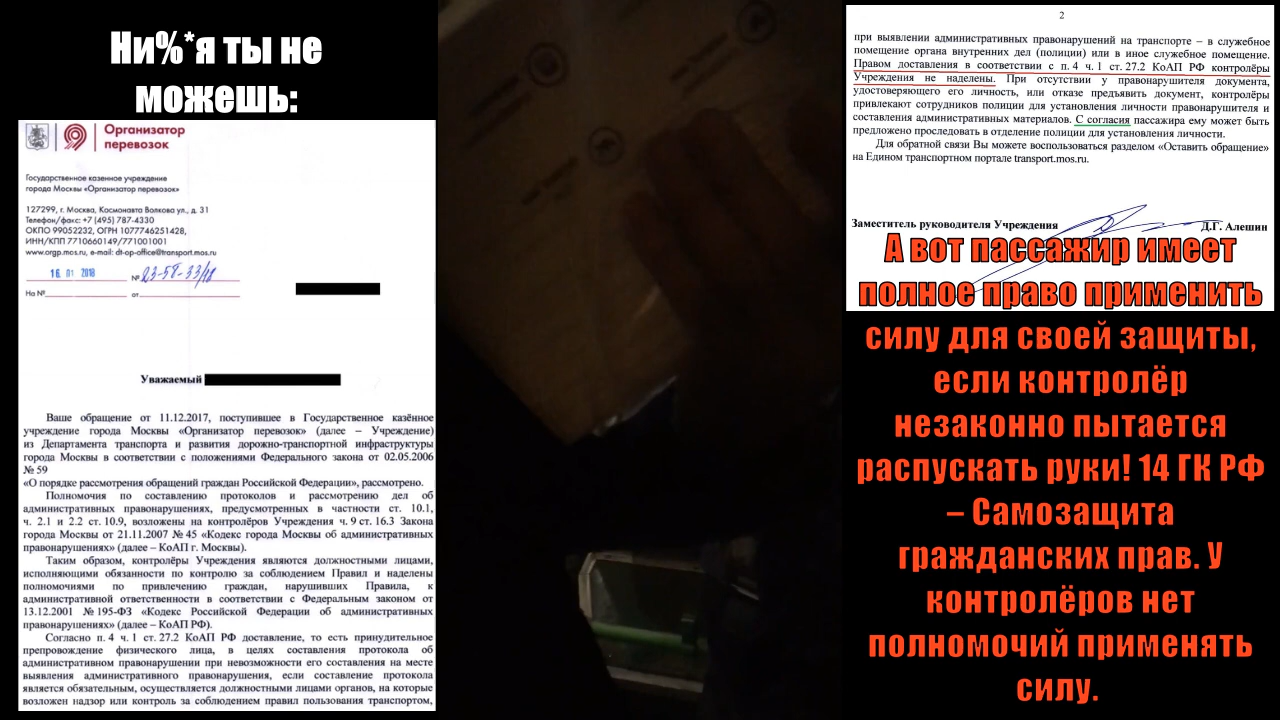 Ни%*я ты не
можешь:
Организатор
перевозок
Государственное казенное учреждение
города Москвы «Организатор перевозок»
127299, г. Москва, Космонавта Волкова ул., д. 31
Телефон/факс: +7 (495) 787-4330
ОКПО 99052232, ОГРН 1077746251428,
ИНН/КПП 7710660149/771001001
www.orgp.mos.ru, e-mail: dt-op-office@transport.mos.ru
16. 01 2018 № 23-58-33/18
На № от
Уважаемый
Ваше обращение от 11.12.2017, поступившее в Государственное казённое
учреждение города Москвы «Организатор перевозок» (далее – Учреждение)
из Департамента транспорта и развития дорожно-транспортной инфраструктуры
города Москвы в соответствии с положениями Федерального закона от 02.05.2006
№ 59
«О порядке рассмотрения обращений граждан Российской Федерации», рассмотрено.
Полномочия по составлению протоколов и рассмотрению дел об
административных правонарушениях, предусмотренных в частности ст. 10.1,
ч. 2.1 и 2.2 ст. 10.9, возложены на контролёров Учреждения ч. 9 ст. 16.3 Закона
города Москвы от 21.11.2007 № 45 «Кодекс города Москвы об административных
правонарушениях» (далее – КоАП г. Москвы).
Таким образом, контролёры Учреждения являются должностными лицами,
исполняющими обязанности по контролю за соблюдением Правил и наделены
полномочиями по привлечению граждан, нарушивших Правила, к
административной ответственности в соответствии с Федеральным законом от
13.12.2001 № 195-ФЗ «Кодекс Российской Федерации об административных
правонарушениях» (далее – КоАП РФ).
Согласно п. 4 ч. 1 ст. 27.2 КоАП РФ доставление, то есть принудительное
препровождение физического лица, в целях составления протокола об
административном правонарушении при невозможности его составления на месте
выявления административного правонарушения, если составление протокола
является обязательным, осуществляется должностными лицами органов, на которые
возложен надзор или контроль за соблюдением правил пользования транспортом,
2
при выявлении административных правонарушений на транспорте – в служебное
помещение органа внутренних дел (полиции) или в иное служебное помещение.
Правом доставления в соответствии с п. 4 ч. 1 ст. 27.2 КоАП РФ контролёры
Учреждения не наделены. При отсутствии у правонарушителя документа,
удостоверяющего его личность, или отказе предъявить документ, контролёры
привлекают сотрудников полиции для установления личности правонарушителя и
составления административных материалов. С согласия пассажира ему может быть
предложено проследовать в отделение полиции для установления личности.
Для обратной связи Вы можете воспользоваться разделом «Оставить обращение»
на Едином транспортном портале transport.mos.ru.
Заместитель руководителя Учреждения Д.Г. Алешин
А вот пассажир имеет
полное право применить
силу для своей защиты,
если контролёр
незаконно пытается
распускать руки! 14 ГК РФ
– Самозащита
гражданских прав. У
контролёров нет
полномочий применять
силу.